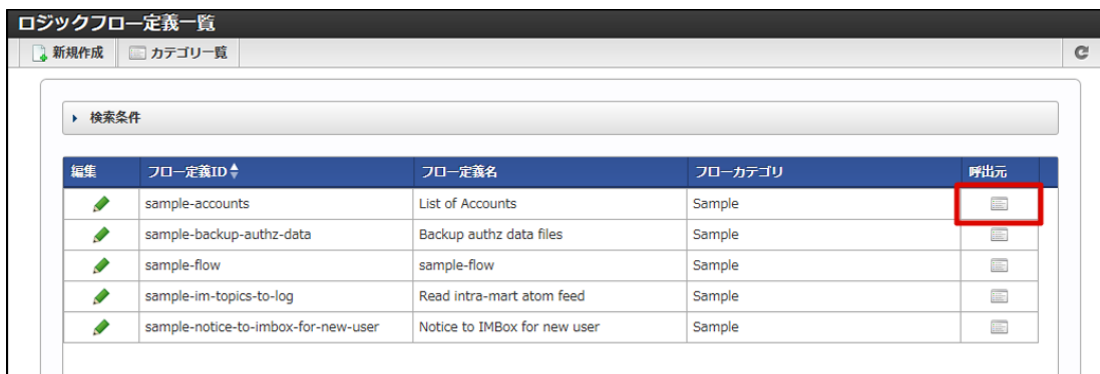 ロジックフロー定義一覧
新規作成 カテゴリ一覧
検索条件
編集 フロー定義ID フロー定義名 フローカテゴリ 呼出元
sample-accounts List of Accounts Sample
sample-backup-authz-data Backup authz data files Sample
sample-flow sample-flow Sample
sample-im-topics-to-log Read intra-mart atom feed Sample
sample-notice-to-imbox-for-new-user Notice to IMBox for new user Sample